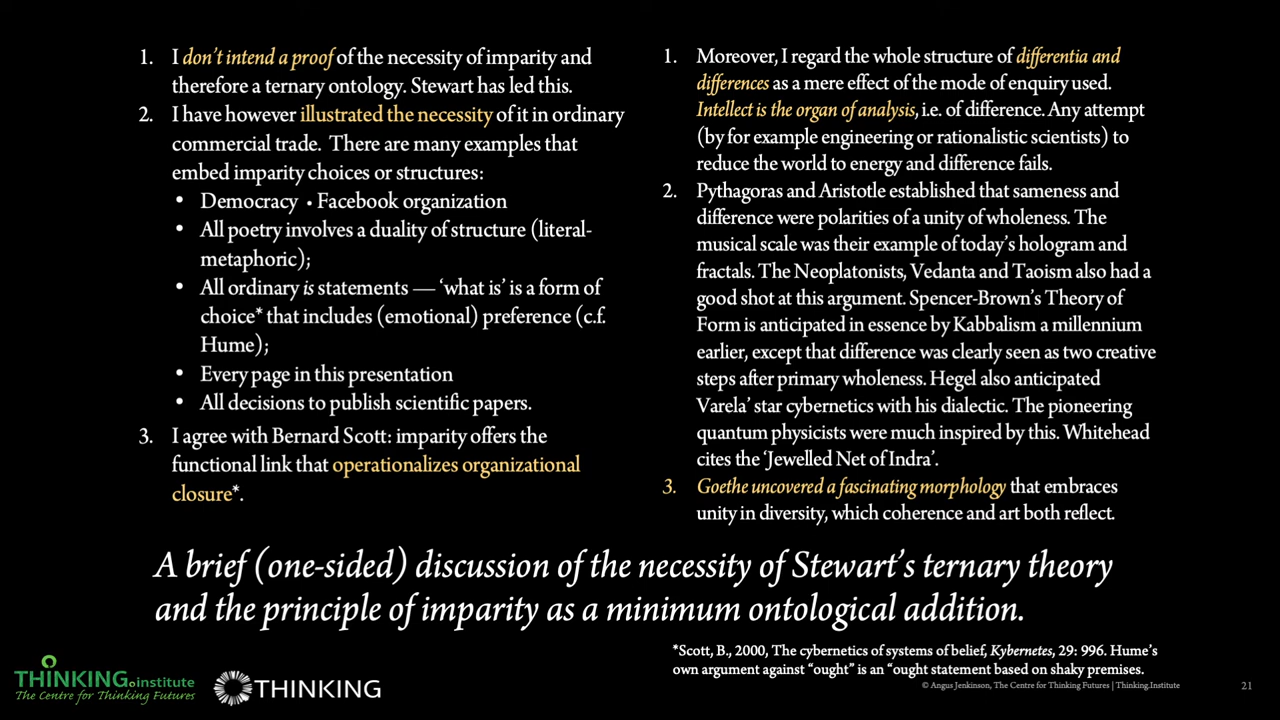 1. I don't intend a proof of the necessity of imparity and
therefore a ternary ontology. Stewart has led this.
2. I have however illustrated the necessity of it in ordinary
commercial trade. There are many examples that
embed imparity choices or structures:
• Democracy • Facebook organization
• All poetry involves a duality of structure (literal-
metaphoric);
• All ordinary is statements — ‘what is’ is a form of
choice* that includes (emotional) preference (c.f.
Hume);
• Every page in this presentation
• All decisions to publish scientific papers.
3. I agree with Bernard Scott: imparity offers the
functional link that operationalizes organizational
closure*.
1. Moreover, I regard the whole structure of differentia and
differences as a mere effect of the mode of enquiry used.
Intellect is the organ of analysis, i.e. of difference. Any attempt
(by for example engineering or rationalistic scientists) to
reduce the world to energy and difference fails.
2. Pythagoras and Aristotle established that sameness and
difference were polarities of a unity of wholeness. The
musical scale was their example of today's hologram and
fractals. The Neoplatonists, Vedanta and Taoism also had a
good shot at this argument. Spencer-Brown's Theory of
Form is anticipated in essence by Kabbalism a millennium
earlier, except that difference was clearly seen as two creative
steps after primary wholeness. Hegel also anticipated
Varela' star cybernetics with his dialectic. The pioneering
quantum physicists were much inspired by this. Whitehead
cites the ‘Jewelled Net of Indra’.
3. Goethe uncovered a fascinating morphology that embraces
unity in diversity, which coherence and art both reflect.
A brief (one-sided) discussion of the necessity of Stewart's ternary theory
and the principle of imparity as a minimum ontological addition.
*Scott, B., 2000, The cybernetics of systems of belief, Kybernetes, 29: 996. Hume's
own argument against “ought” is an “ought statement based on shaky premises.
THINKING.institute
The Centre for Thinking Futures
THINKING
© Angus Jenkinson, The Centre for Thinking Futures | Thinking.Institute
21